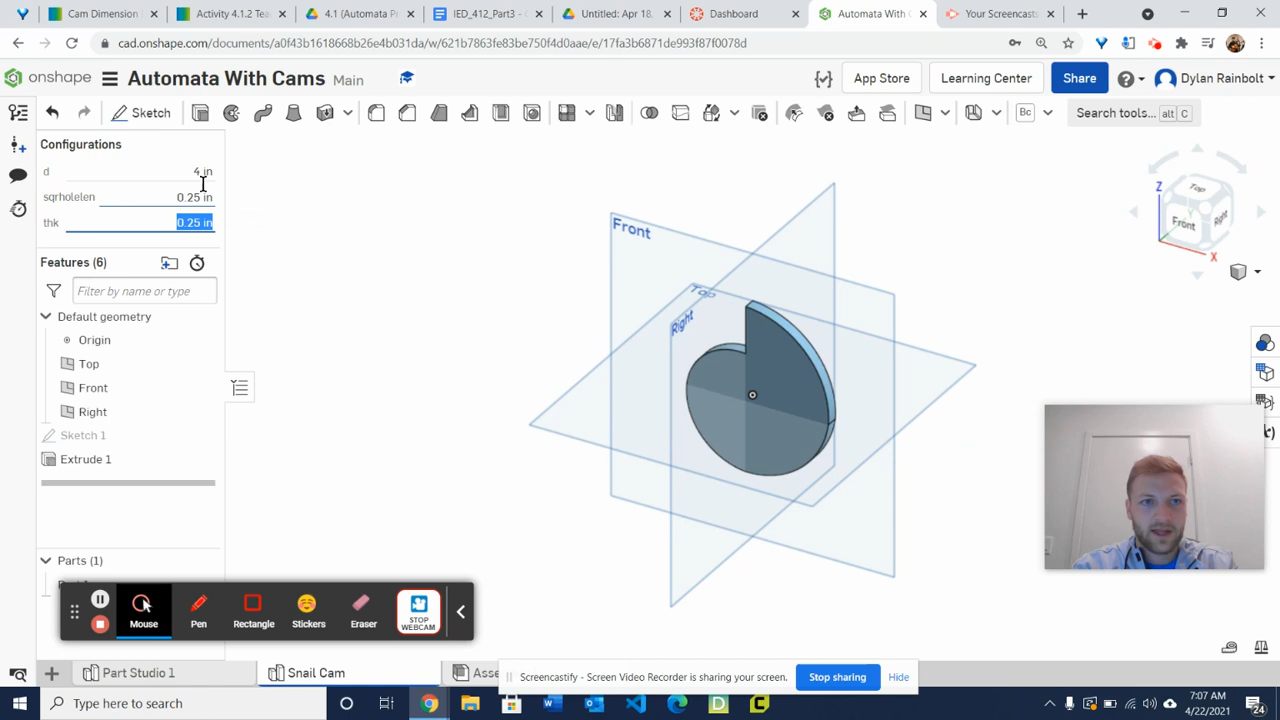 Cam Dimension
Activity 4.1.2 Tea
4.1 (Automata P
IED_412_Part3 -
Untitled: Apr 18,
Dashboard
Automata With C
Your Screencast
cad.onshape.com/documents/a0f43b1618668b26e4b031da/w/621b7863fe83be750f4d0aae/e/17fa3b6871de993f87f0078d
onshape
Automata With Cams
Main
App Store
Learning Center
Share
Dylan Rainbolt
Sketch
Bc
Search tools...
alt
C
Configurations
d 4 in
sqrholelen 0.25 in
thk 0.25 in
Features (6)
Filter by name or type
Default geometry
Origin
Top
Front
Right
Sketch 1
Extrude 1
Parts (1)
Front
Top
Right
Z
Top
Front
Right
X
Mouse
Pen
Rectangle
Stickers
Eraser
STOP
WEBCAM
Part Studio 1
Snail Cam
Asse
Screencastify - Screen Video Recorder is sharing your screen.
Stop sharing
Hide
Type here to search
7:07 AM
4/22/2021
24